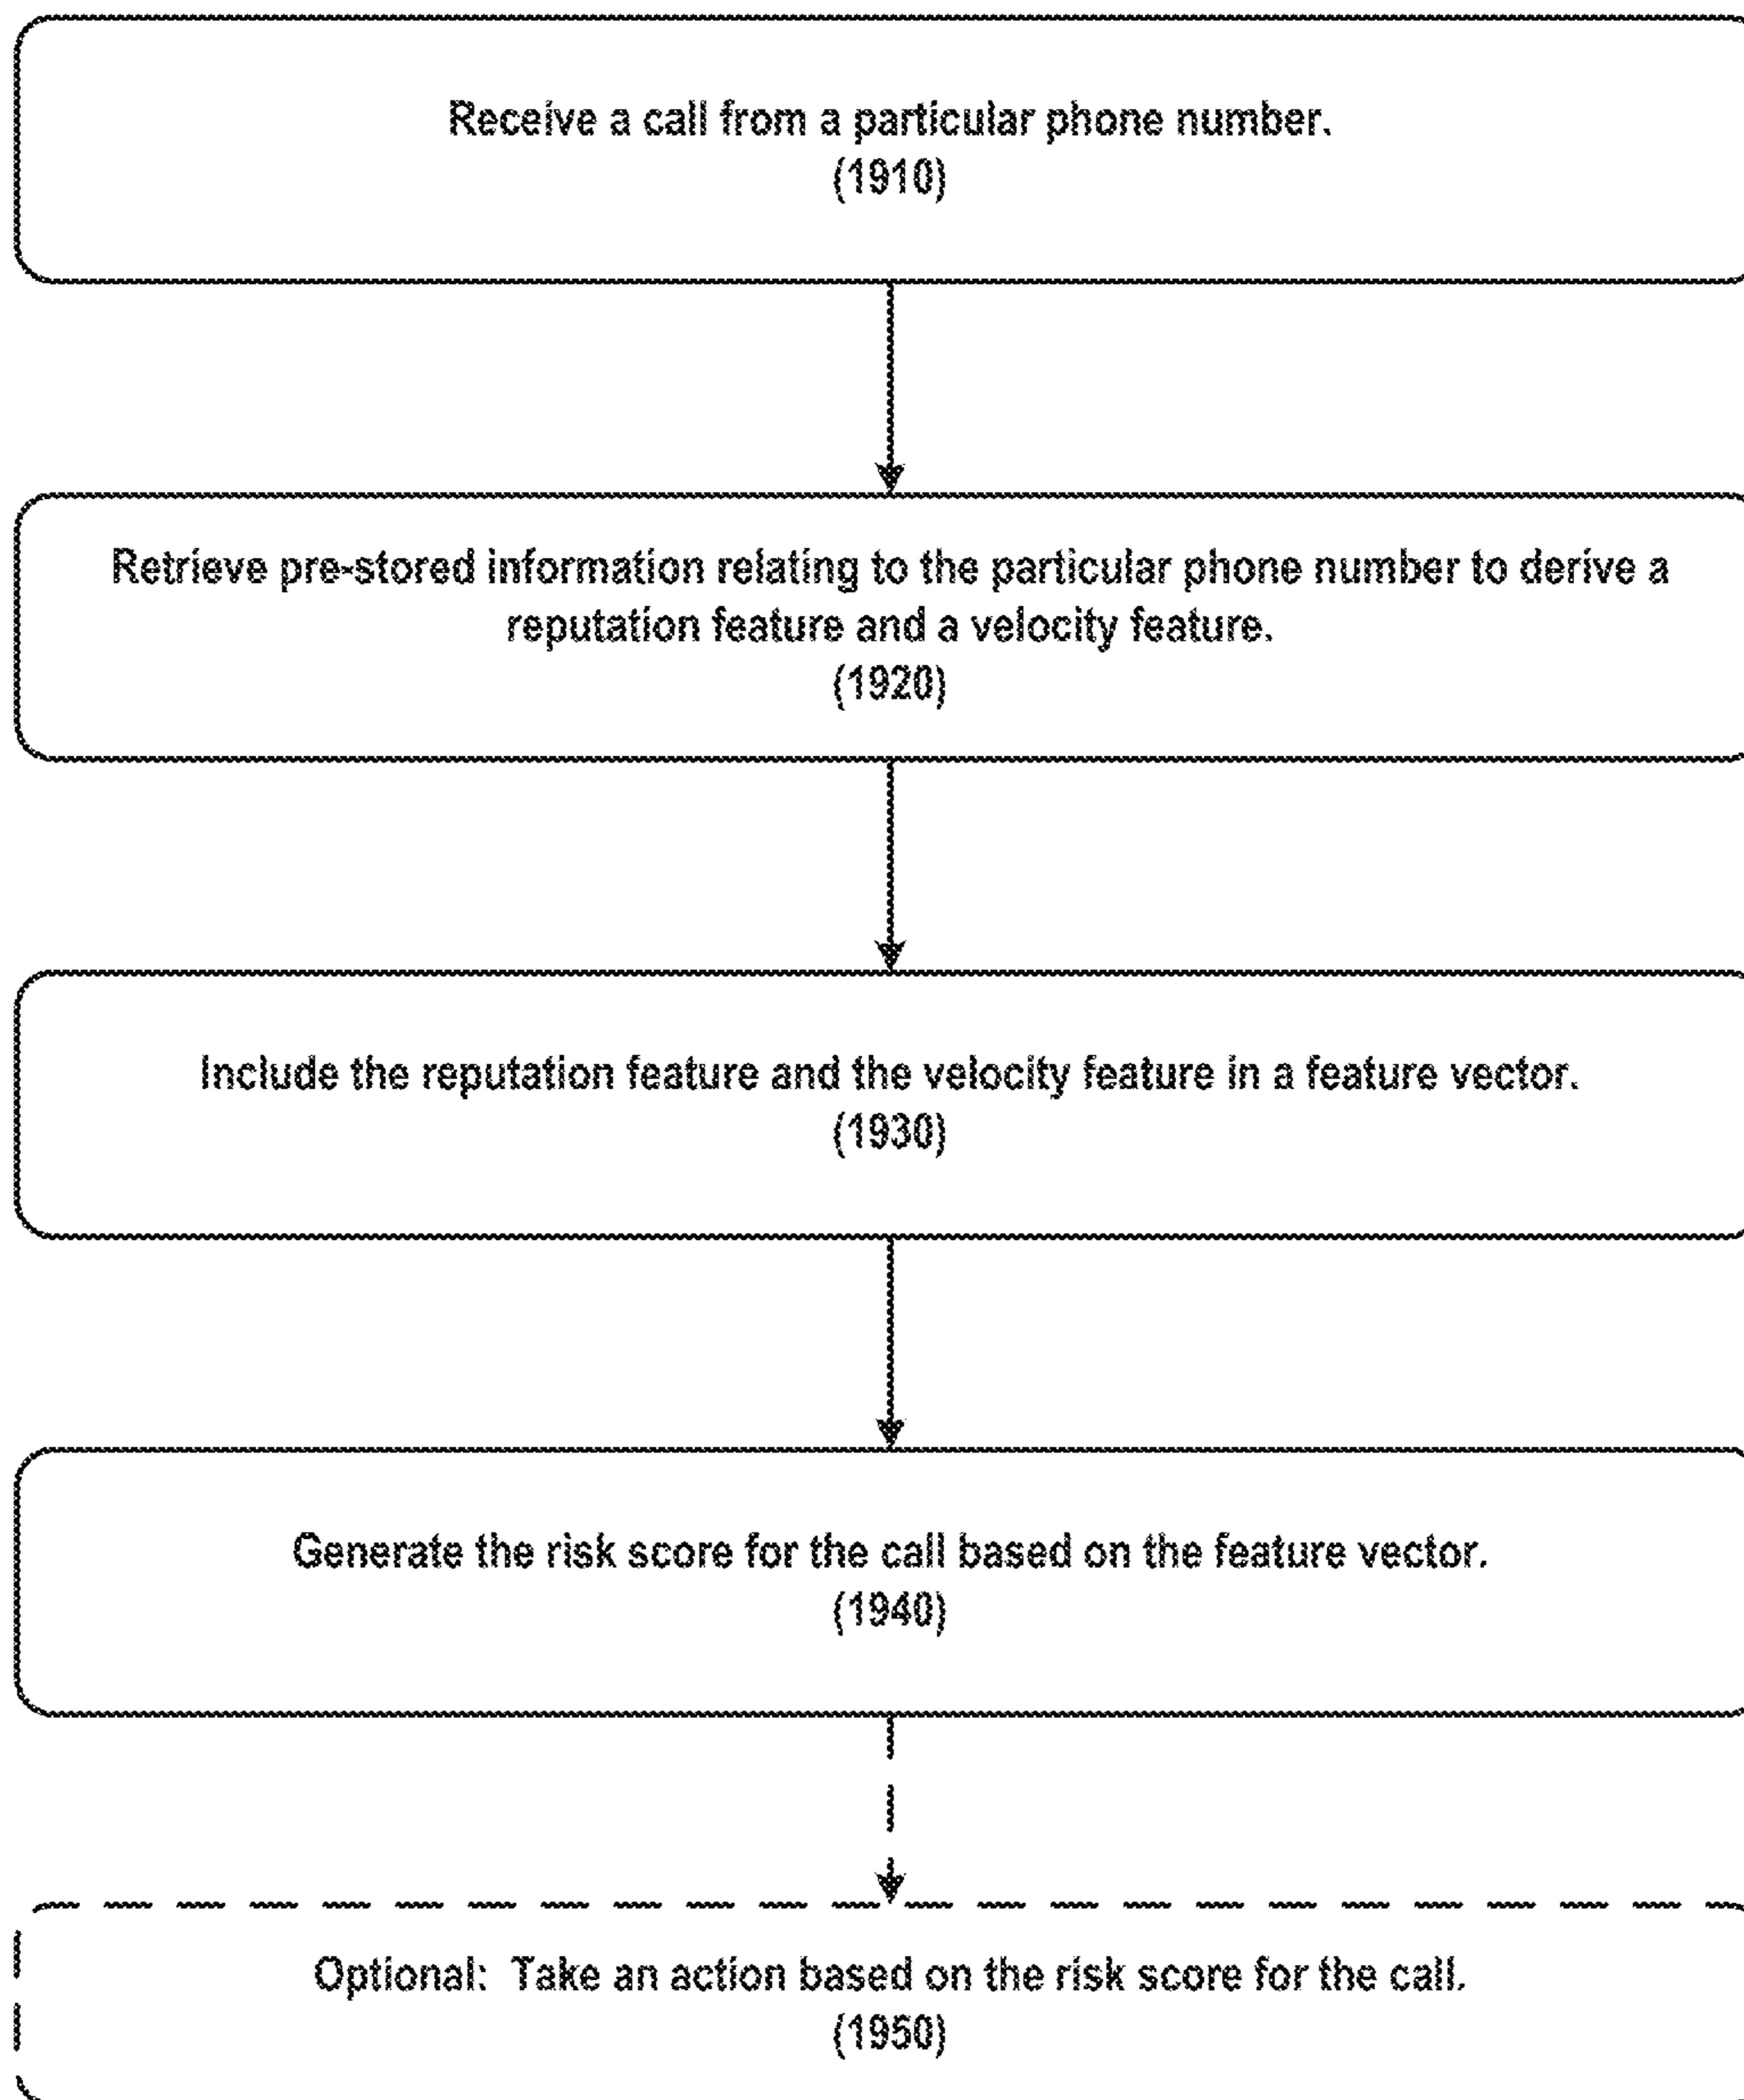 Receive a call from a particular phone number.
(1910)
Retrieve pre-stored information relating to the particular phone number to derive a
reputation feature and a velocity feature.
(1920)
Include the reputation feature and the velocity feature in a feature vector.
(1930)
Generate the risk score for the call based on the feature vector.
(1940)
Optional: Take an action based on the risk score for the call.
(1950)